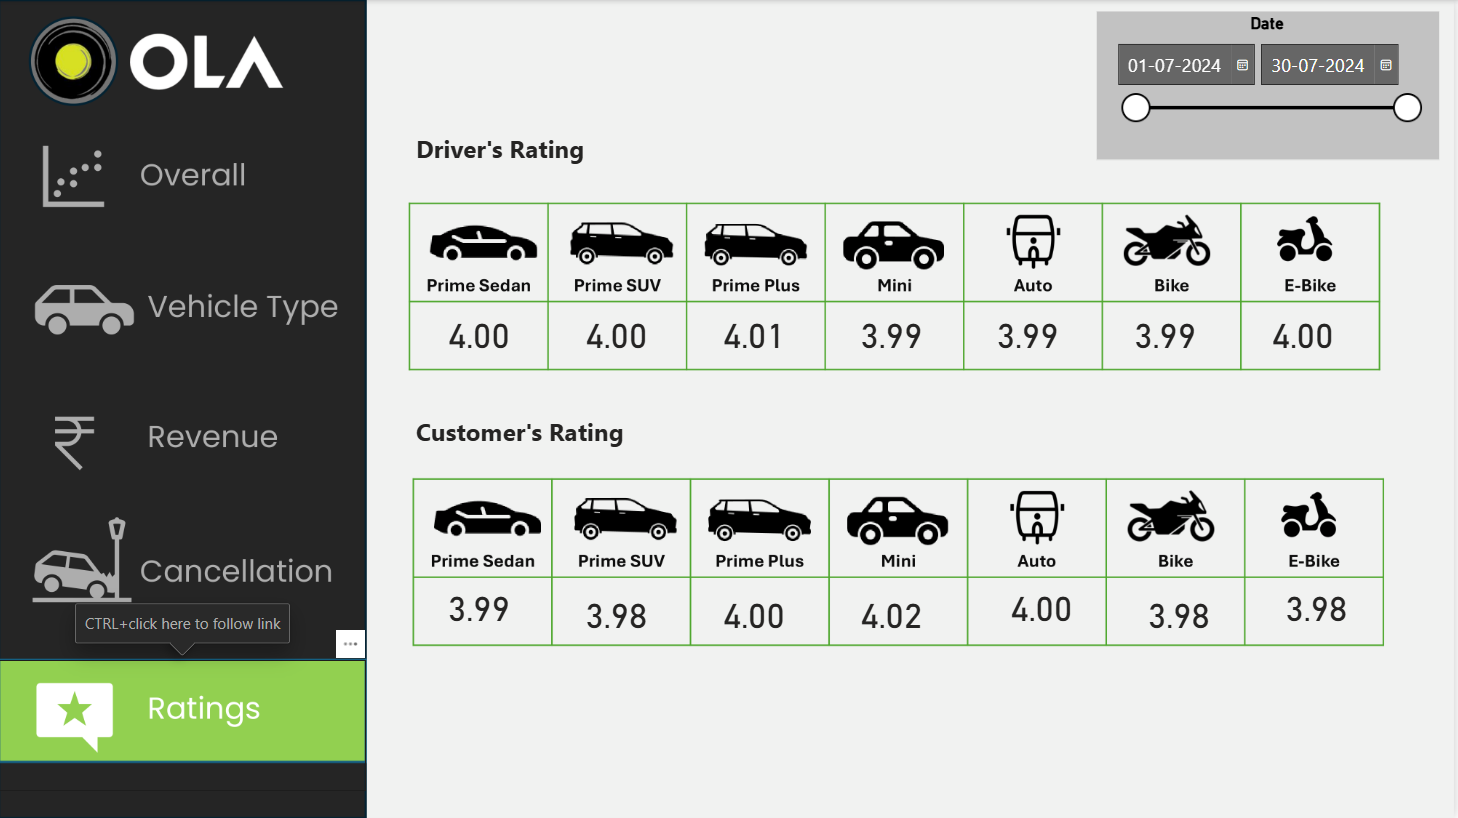 OLA
Overall
Vehicle Type
₹ Revenue
Cancellation
CTRL+click here to follow link
...
Ratings
Date
01-07-2024 30-07-2024
Driver's Rating
Prime Sedan Prime SUV Prime Plus Mini Auto Bike E-Bike
4.00 4.00 4.01 3.99 3.99 3.99 4.00
Customer's Rating
Prime Sedan Prime SUV Prime Plus Mini Auto Bike E-Bike
3.99 3.98 4.00 4.02 4.00 3.98 3.98